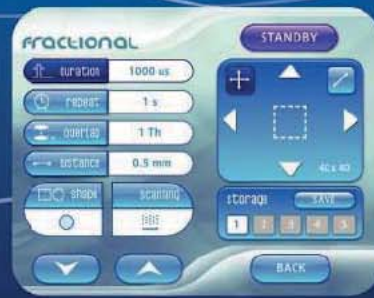 FRACTIONAL
STANDBY
duration 1000 us
repeat 1 s
overlap 1 Th
distance 0.5 mm
shape scanning
40 x 40
storage SAVE
1 2 3 4 5
BACK